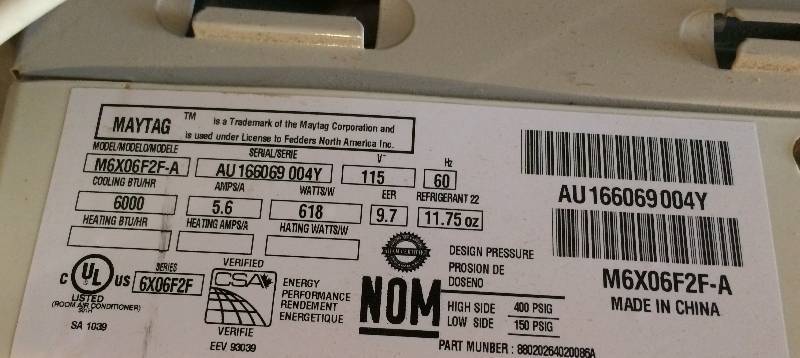 MAYTAG ™ is a Trademark of the Maytag Corporation and
is used under License to Fedders North America Inc.
MODEL/MODELO/MODELE SERIAL/SERIE V~ Hz
M6X06F2F-A AU 166069 004Y 115 60
COOLING BTU/HR AMPS/A WATTS/W EER REFRIGERANT 22
6000 5.6 618 9.7 11.75 oz
HEATING BTU/HR HEATING AMPS/A HATING WATTS/W
AU166069004Y
M6X06F2F-A
MADE IN CHINA
C UL US
LISTED
(ROOM AIR CONDITIONER)
SA 1039
SERIES
6X06F2F
VERIFIED
CSA
VERIFIE
EEV 93039
ENERGY
PERFORMANCE
RENDEMENT
ENERGETIQUE
NOM
DESIGN PRESSURE
PROSION DE
DOSENO
HIGH SIDE 400 PSIG
LOW SIDE 150 PSIG
PART MUNBER : 88020264020086A